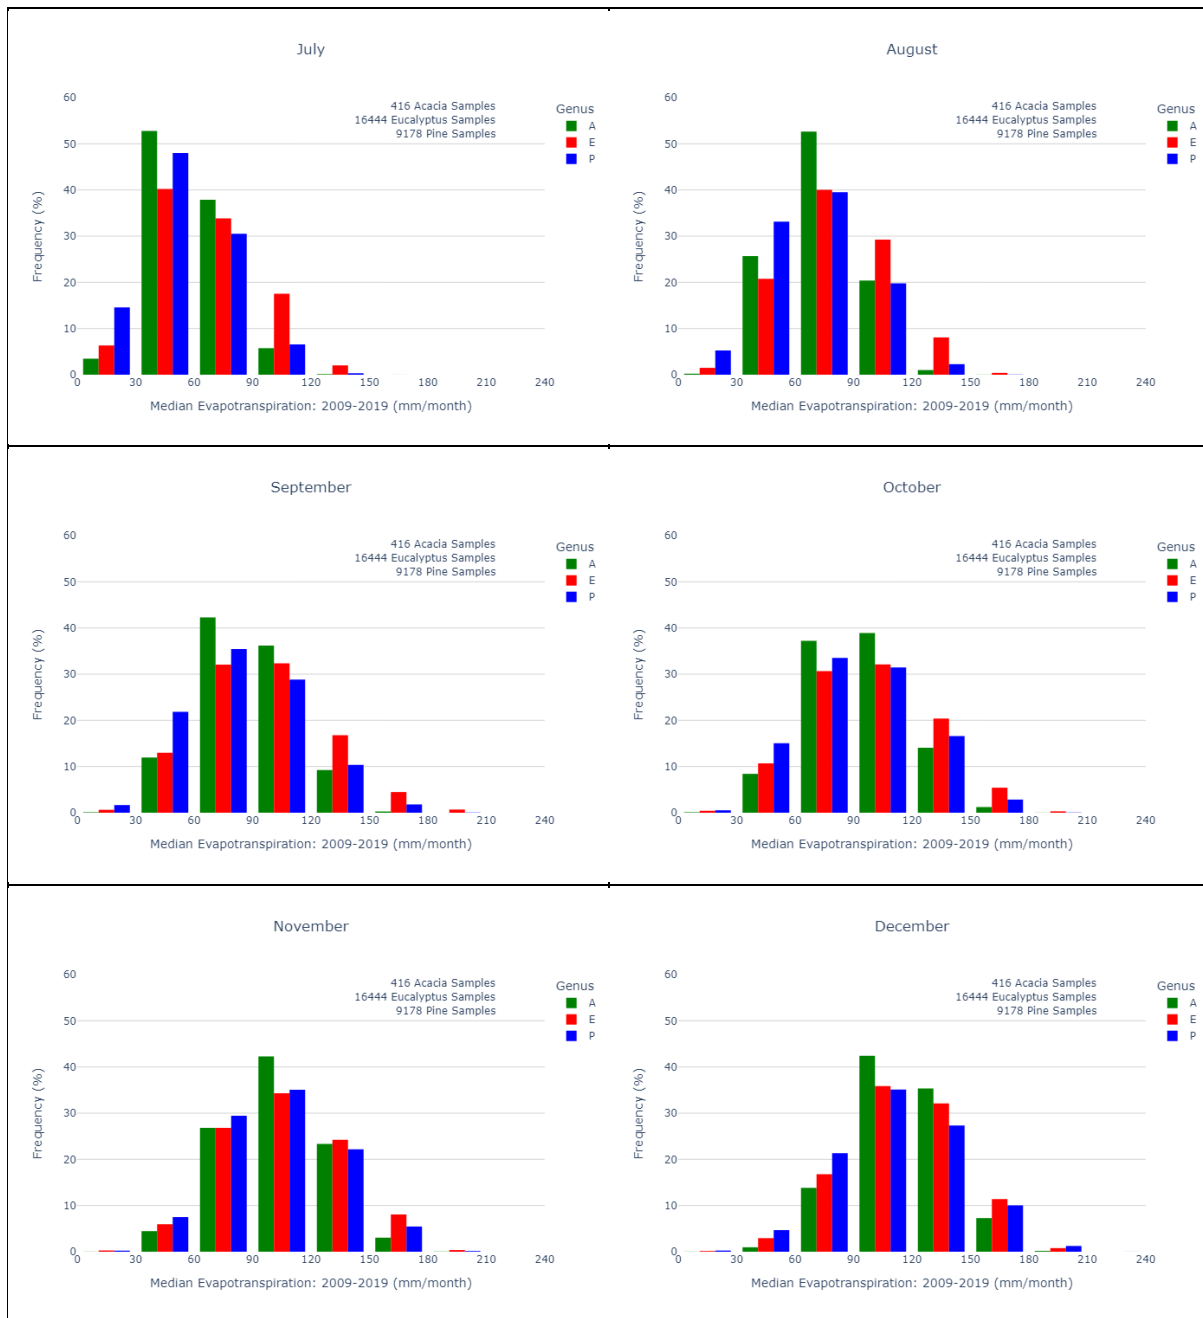 July
416 Acacia Samples
16444 Eucalyptus Samples
9178 Pine Samples
Genus
A
E
P
60
50
40
30
20
10
0
Frequency (%)
0 30 60 90 120 150 180 210 240
Median Evapotranspiration: 2009-2019 (mm/month)
August
416 Acacia Samples
16444 Eucalyptus Samples
9178 Pine Samples
Genus
A
E
P
60
50
40
30
20
10
0
Frequency (%)
0 30 60 90 120 150 180 210 240
Median Evapotranspiration: 2009-2019 (mm/month)
September
416 Acacia Samples
16444 Eucalyptus Samples
9178 Pine Samples
Genus
A
E
P
60
50
40
30
20
10
0
Frequency (%)
0 30 60 90 120 150 180 210 240
Median Evapotranspiration: 2009-2019 (mm/month)
October
416 Acacia Samples
16444 Eucalyptus Samples
9178 Pine Samples
Genus
A
E
P
60
50
40
30
20
10
0
Frequency (%)
0 30 60 90 120 150 180 210 240
Median Evapotranspiration: 2009-2019 (mm/month)
November
416 Acacia Samples
16444 Eucalyptus Samples
9178 Pine Samples
Genus
A
E
P
60
50
40
30
20
10
0
Frequency (%)
0 30 60 90 120 150 180 210 240
Median Evapotranspiration: 2009-2019 (mm/month)
December
416 Acacia Samples
16444 Eucalyptus Samples
9178 Pine Samples
Genus
A
E
P
60
50
40
30
20
10
0
Frequency (%)
0 30 60 90 120 150 180 210 240
Median Evapotranspiration: 2009-2019 (mm/month)